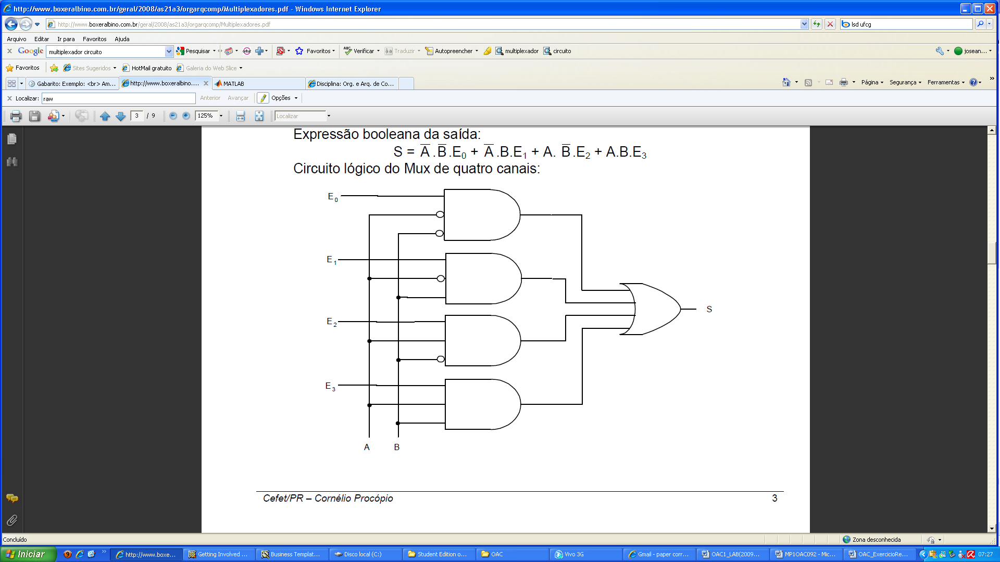 http://www.boxeralbino.com.br/geral/2008/as21a3/orgarqcomp/Multiplexadores.pdf - Windows Internet Explorer
http://www.boxeralbino.com.br/geral/2008/as21a3/orgarqcomp/Multiplexadores.pdf
lsd ufcg
Arquivo Editar Ir para Favoritos Ajuda
Google multiplexador circuito Pesquisar Favoritos Verificar Traduzir Autopreencher multiplexador circuito josean...
Favoritos Sites Sugeridos HotMail gratuito Galeria do Web Slice
Gabarito: Exemplo: <br> Am... http://www.boxeralbino.... MATLAB Disciplina: Org. e Arq. de Co... Página Segurança Ferramentas
Localizar: raw Anterior Avançar Opções
3 / 9 125% Localizar
Expressão booleana da saída:
S = A̅ .B̅ .E₀ + A̅ .B.E₁ + A. B̅ .E₂ + A.B.E₃
Circuito lógico do Mux de quatro canais:
E₀
E₁
E₂
S
E₃
A B
Cefet/PR – Cornélio Procópio 3
Concluído Zona desconhecida
Iniciar http://www.boxe... Getting Involved ... Business Templat... Disco local (C:) Student Edition o... OAC Vivo 3G Gmail - paper corr... OAC1_LAB(2009... MP1OAC092 - Mic... OAC_ExercicioRe... 07:27